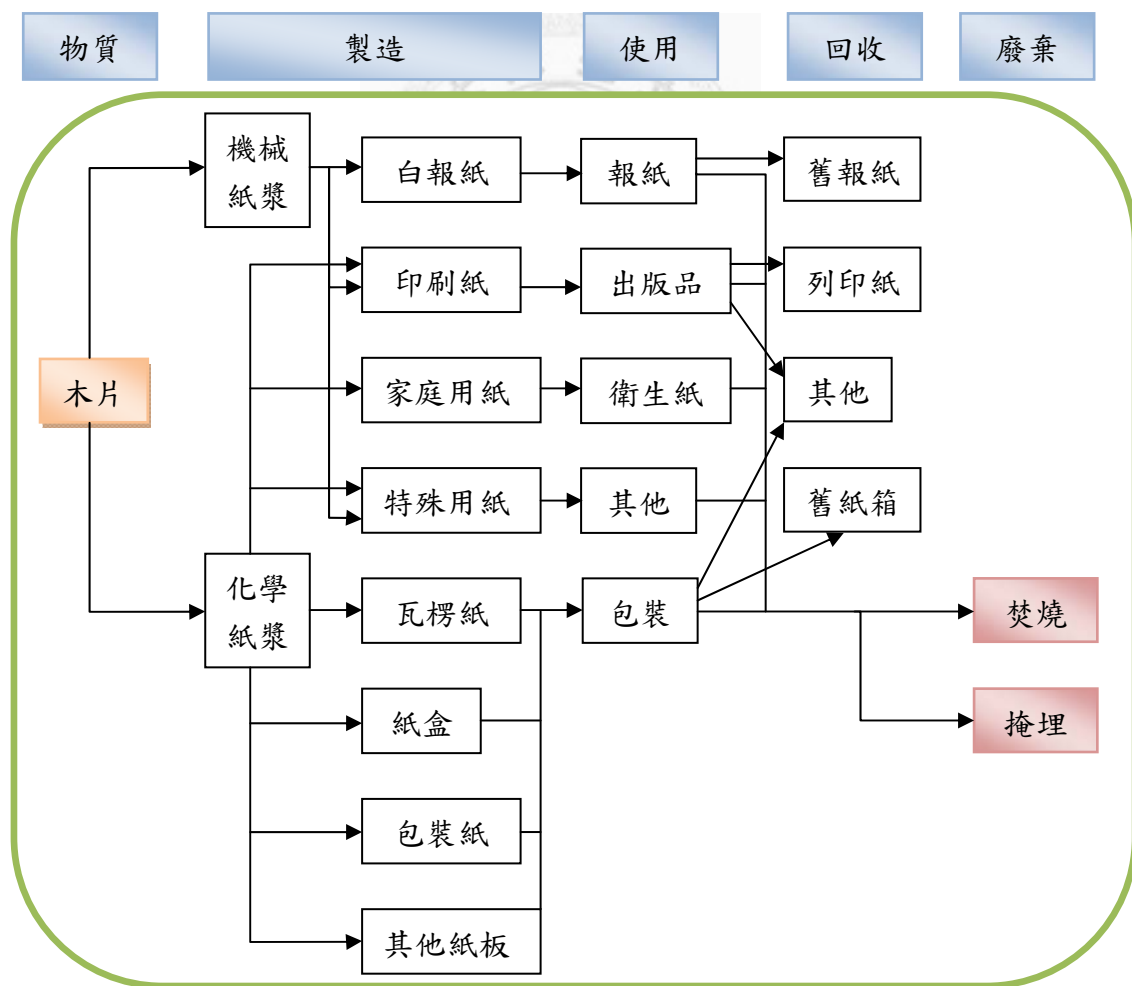 物質
製造
使用
回收
廢棄
機械
紙漿
白報紙
報紙
舊報紙
印刷紙
出版品
列印紙
木片
家庭用紙
衛生紙
其他
特殊用紙
其他
舊紙箱
化學
紙漿
瓦楞紙
包裝
焚燒
紙盒
掩埋
包裝紙
其他紙板